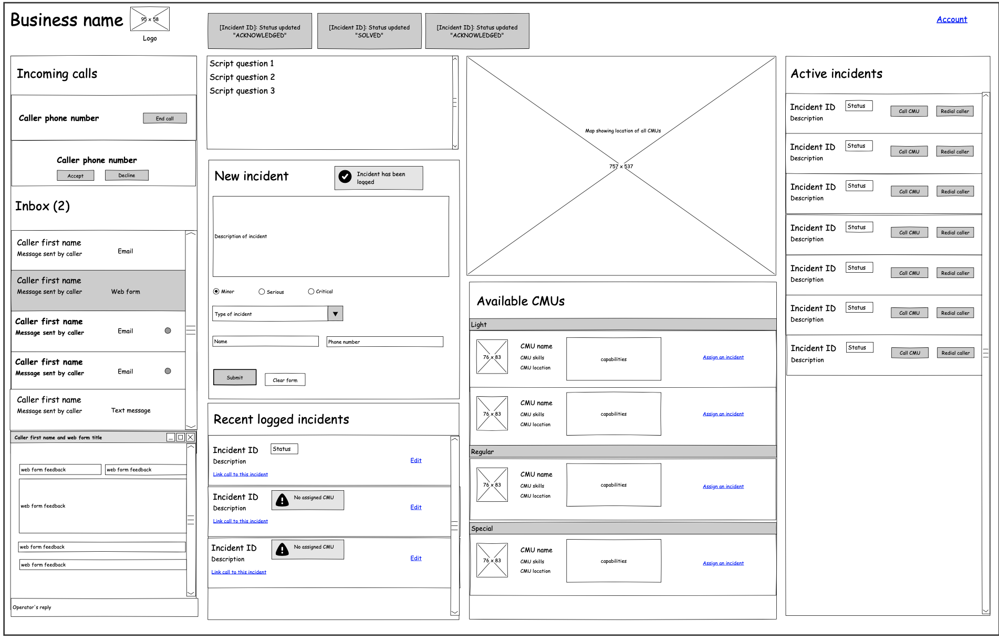 Business name
95 x 58
Logo
[Incident ID]: Status updated
"ACKNOWLEDGED"
[Incident ID]: Status updated
"SOLVED"
[Incident ID]: Status updated
"ACKNOWLEDGED"
Account
Incoming calls
Caller phone number
End call
Caller phone number
Accept
Decline
Inbox (2)
Caller first name
Message sent by caller
Email
Caller first name
Message sent by caller
Web form
Caller first name
Message sent by caller
Email
Caller first name
Message sent by caller
Email
Caller first name
Message sent by caller
Text message
Caller first name and web form title
web form feedback
web form feedback
web form feedback
web form feedback
web form feedback
Operator's reply
Script question 1
Script question 2
Script question 3
New incident
Incident has been
logged
Description of incident
Minor
Serious
Critical
Type of incident
Name
Phone number
Submit
Clear form
Recent logged incidents
Incident ID
Status
Description
Edit
Link call to this incident
Incident ID
No assigned CMU
Description
Edit
Link call to this incident
Incident ID
No assigned CMU
Description
Edit
Link call to this incident
Map showing location of all CMUs
757 x 537
Available CMUs
Light
76 x 83
CMU name
CMU skills
CMU location
capabilities
Assign an incident
76 x 83
CMU name
CMU skills
CMU location
capabilities
Assign an incident
Regular
76 x 83
CMU name
CMU skills
CMU location
capabilities
Assign an incident
Special
76 x 83
CMU name
CMU skills
CMU location
capabilities
Assign an incident
Active incidents
Incident ID
Status
Description
Call CMU
Redial caller
Incident ID
Status
Description
Call CMU
Redial caller
Incident ID
Status
Description
Call CMU
Redial caller
Incident ID
Status
Description
Call CMU
Redial caller
Incident ID
Status
Description
Call CMU
Redial caller
Incident ID
Status
Description
Call CMU
Redial caller
Incident ID
Status
Description
Call CMU
Redial caller